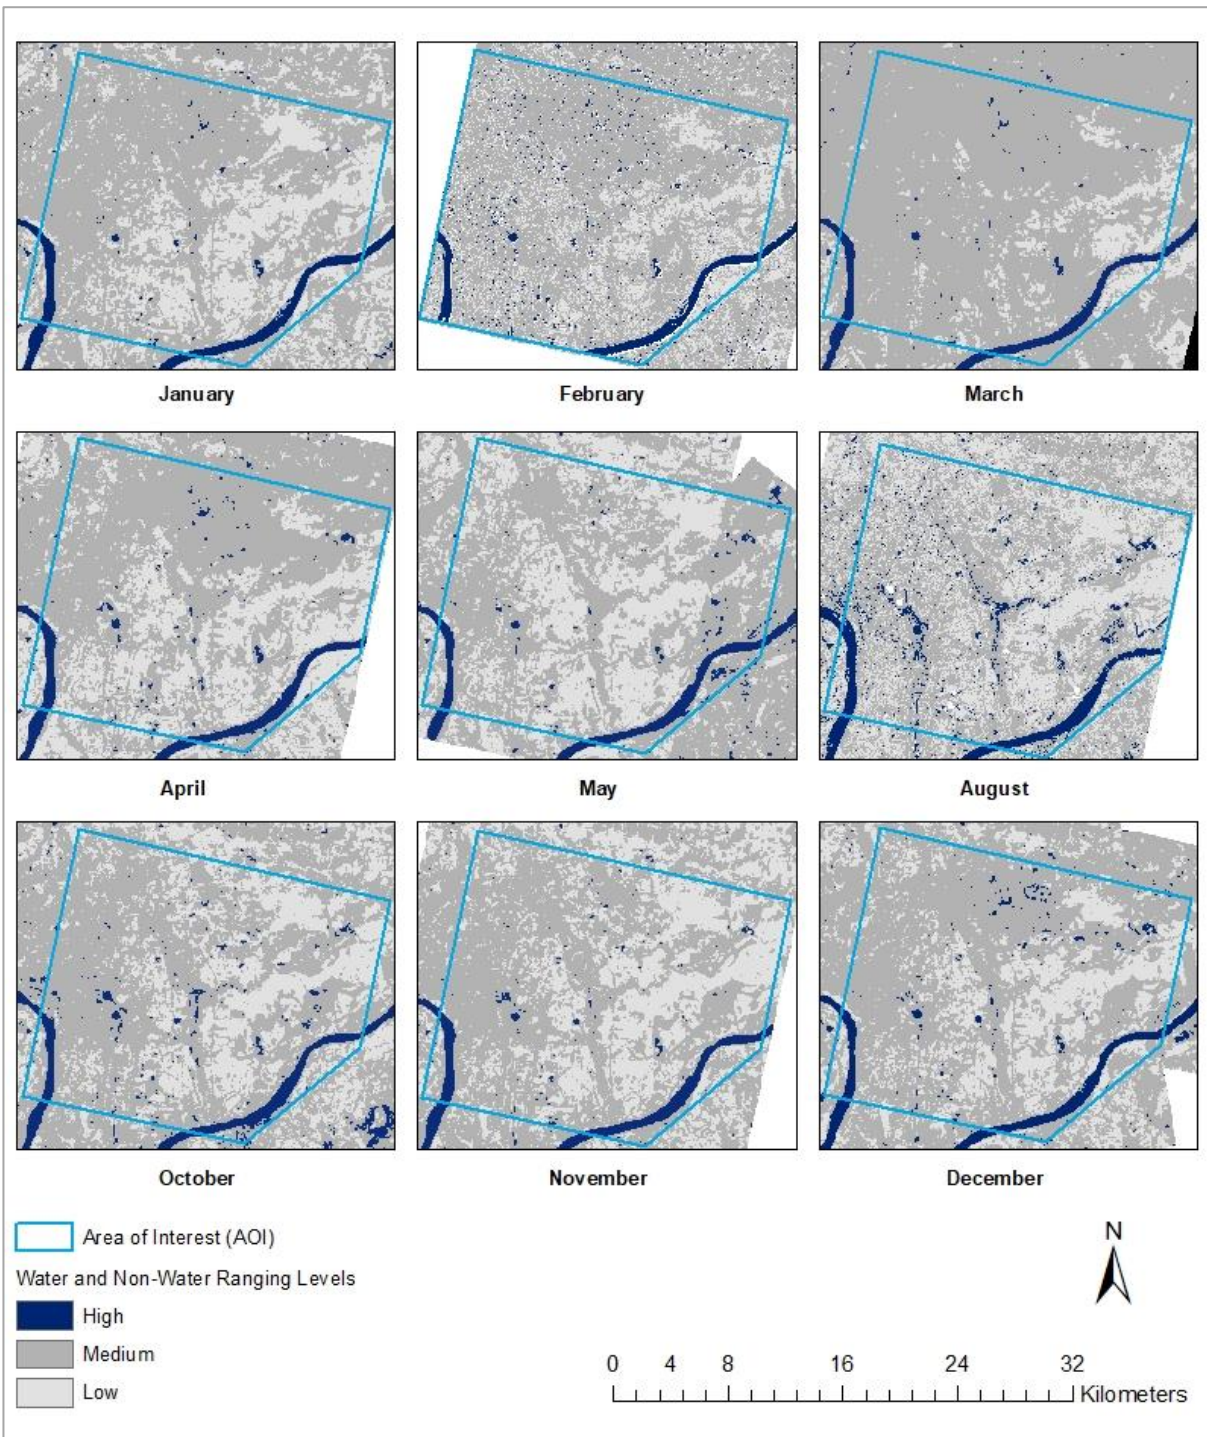 January
February
March
April
May
August
October
November
December
Area of Interest (AOI)
Water and Non-Water Ranging Levels
High
Medium
Low
N
0 4 8 16 24 32
Kilometers